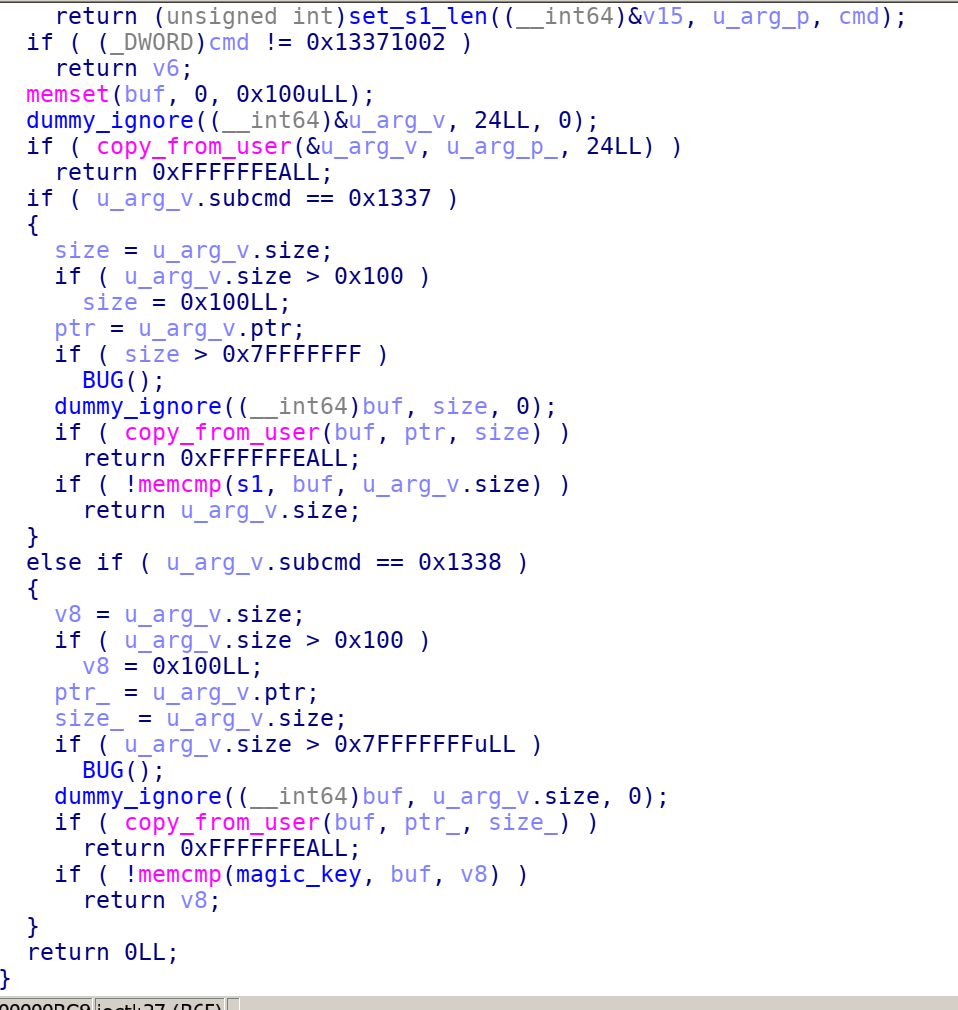 return (unsigned int)set_s1_len((__int64)&v15, u_arg_p, cmd);
if ( (_DWORD)cmd != 0x13371002 )
return v6;
memset(buf, 0, 0x100uLL);
dummy_ignore((__int64)&u_arg_v, 24LL, 0);
if ( copy_from_user(&u_arg_v, u_arg_p_, 24LL) )
return 0xFFFFFFEALL;
if ( u_arg_v.subcmd == 0x1337 )
{
size = u_arg_v.size;
if ( u_arg_v.size > 0x100 )
size = 0x100LL;
ptr = u_arg_v.ptr;
if ( size > 0x7FFFFFFF )
BUG();
dummy_ignore((__int64)buf, size, 0);
if ( copy_from_user(buf, ptr, size) )
return 0xFFFFFFEALL;
if ( !memcmp(s1, buf, u_arg_v.size) )
return u_arg_v.size;
}
else if ( u_arg_v.subcmd == 0x1338 )
{
v8 = u_arg_v.size;
if ( u_arg_v.size > 0x100 )
v8 = 0x100LL;
ptr_ = u_arg_v.ptr;
size_ = u_arg_v.size;
if ( u_arg_v.size > 0x7FFFFFFFuLL )
BUG();
dummy_ignore((__int64)buf, u_arg_v.size, 0);
if ( copy_from_user(buf, ptr_, size_) )
return 0xFFFFFFEALL;
if ( !memcmp(magic_key, buf, v8) )
return v8;
}
return 0LL;
}